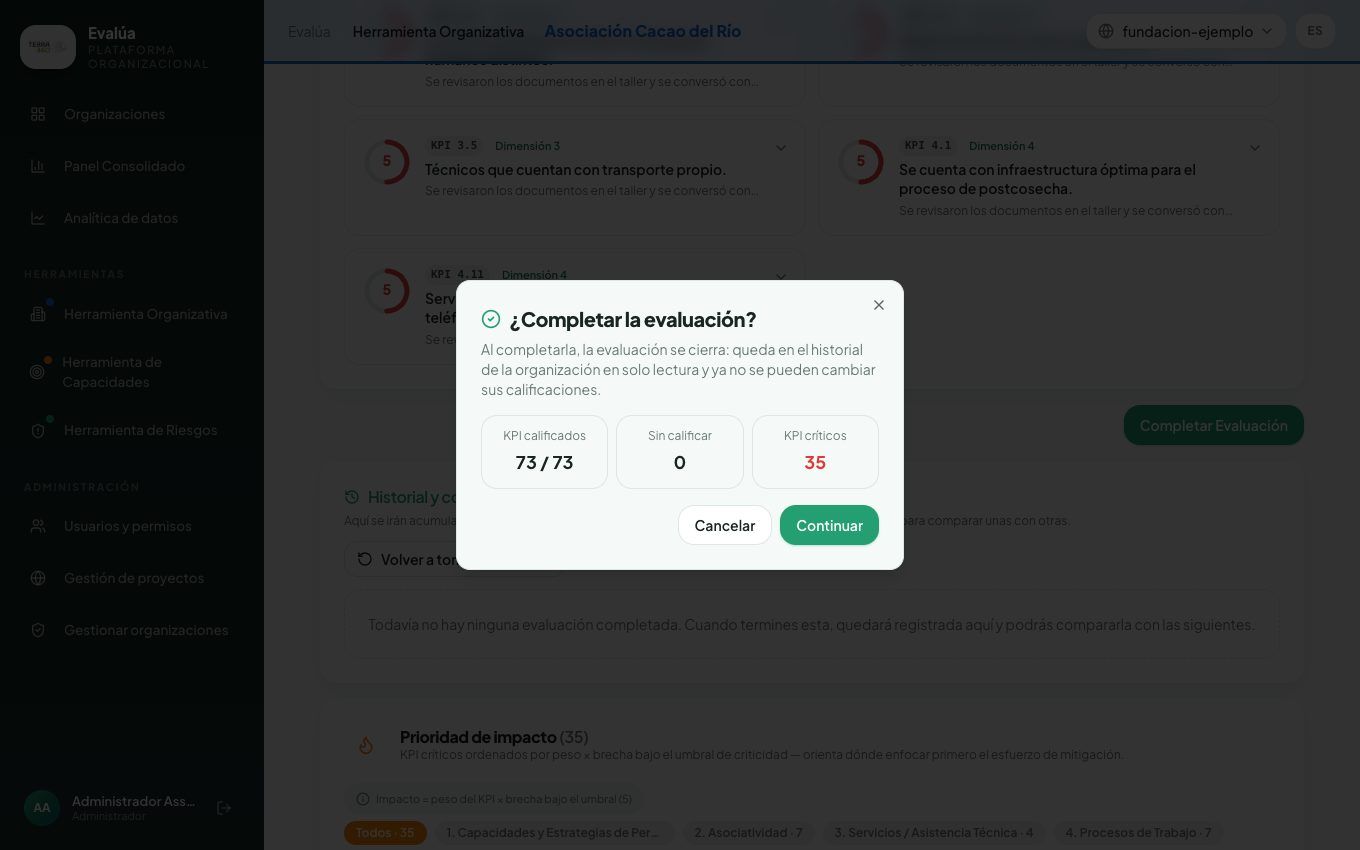 Evalúa
PLATAFORMA
ORGANIZACIONAL
Organizaciones
Panel Consolidado
Analítica de datos
HERRAMIENTAS
Herramienta Organizativa
Herramienta de
Capacidades
Herramienta de Riesgos
ADMINISTRACIÓN
Usuarios y permisos
Gestión de proyectos
Gestionar organizaciones
AA
Administrador Ass...
Administrador
Evalúa Herramienta Organizativa Asociación Cacao del Río
fundacion-ejemplo
ES
Se revisaron los documentos en el taller y se conversó con...
5
KPI 3.5 Dimensión 3
Técnicos que cuentan con transporte propio.
Se revisaron los documentos en el taller y se conversó con...
5
KPI 4.1 Dimensión 4
Se cuenta con infraestructura óptima para el
proceso de postcosecha.
Se revisaron los documentos en el taller y se conversó con...
5
KPI 4.11 Dimensión 4
¿Completar la evaluación?
Al completarla, la evaluación se cierra: queda en el historial
de la organización en solo lectura y ya no se pueden cambiar
sus calificaciones.
KPI calificados
73 / 73
Sin calificar
0
KPI críticos
35
Cancelar
Continuar
Completar Evaluación
Historial y
Aquí se irán
para comparar unas con otras.
Volver a
Todavía no hay ninguna evaluación completada. Cuando termines esta, quedará registrada aquí y podrás compararla con las siguientes.
Prioridad de impacto (35)
KPI críticos ordenados por peso × brecha bajo el umbral de criticidad — orienta dónde enfocar primero el esfuerzo de mitigación.
Impacto = peso del KPI × brecha bajo el umbral (5)
Todos · 35
1. Capacidades y Estrategias de Per...
2. Asociatividad · 7
3. Servicios / Asistencia Técnica · 4
4. Procesos de Trabajo · 7